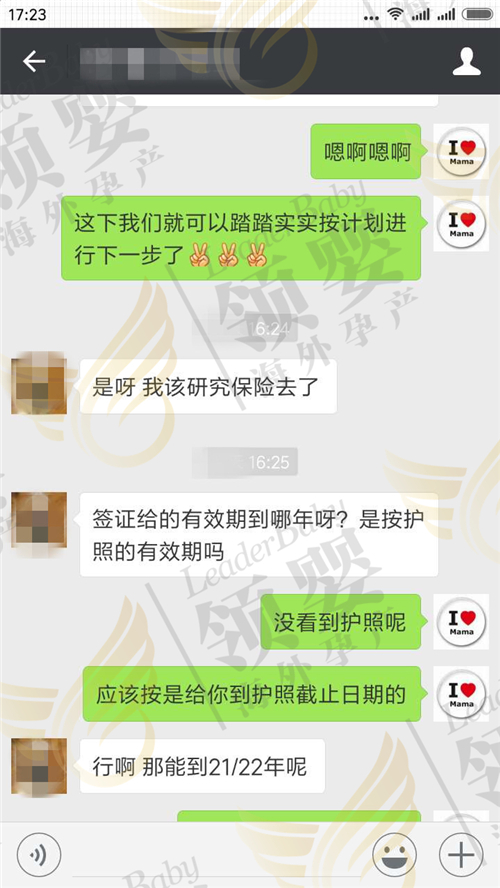 17:23
嗯啊嗯啊
I❤
Mama
这下我们就可以踏踏实实按计划进
行下一步了✌✌✌
I❤
Mama
16:24
是呀 我该研究保险去了
16:25
签证给的有效期到哪年呀？是按护
照的有效期吗
没看到护照呢
I❤
Mama
应该按是给你到护照截止日期的
I❤
Mama
行啊 那能到21/22年呢
LeaderBaby
领婴
海外孕产